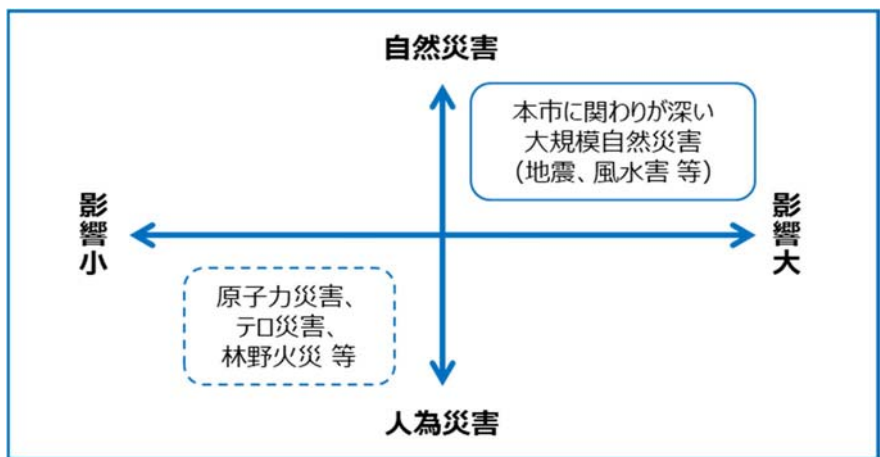 自然災害
本市に関わりが深い
大規模自然災害
（地震、風水害 等）
影響小
影響大
原子力災害、
テロ災害、
林野火災 等
人為災害